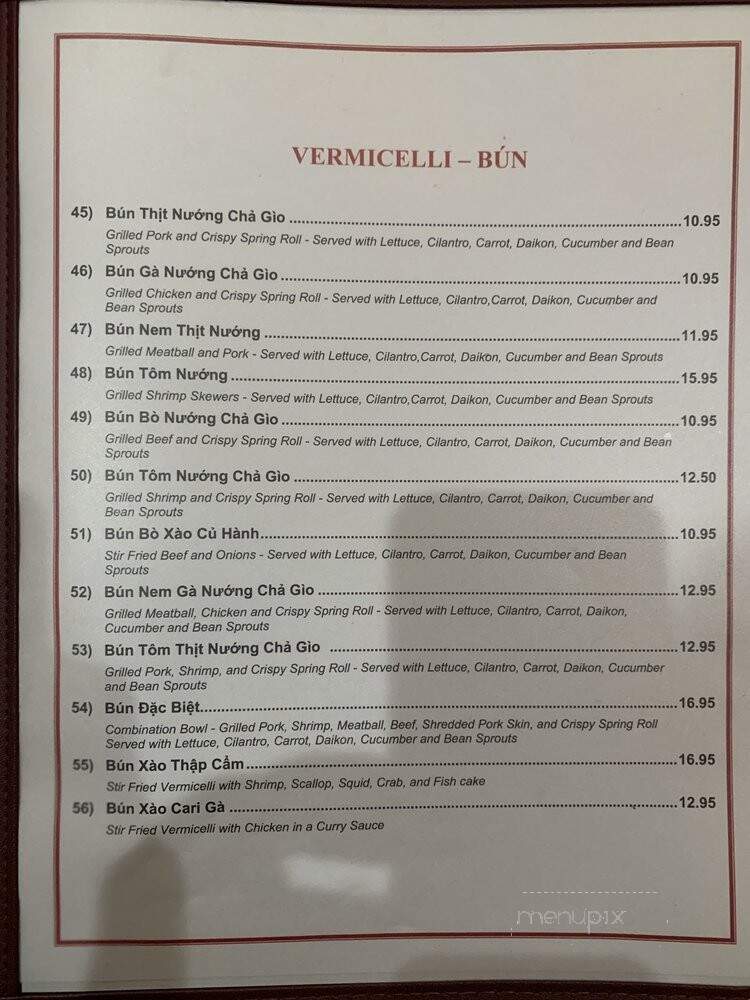 VERMICELLI – BÚN
45) Bún Thịt Nướng Chả Gìo ........ 10.95
Grilled Pork and Crispy Spring Roll - Served with Lettuce, Cilantro, Carrot, Daikon, Cucumber and Bean
Sprouts
46) Bún Gà Nướng Chả Gìo ........ 10.95
Grilled Chicken and Crispy Spring Roll - Served with Lettuce, Cilantro,Carrot, Daikon, Cucumber and
Bean Sprouts
47) Bún Nem Thịt Nướng ........ 11.95
Grilled Meatball and Pork - Served with Lettuce, Cilantro,Carrot, Daikon, Cucumber and Bean Sprouts
48) Bún Tôm Nướng ........ 15.95
Grilled Shrimp Skewers - Served with Lettuce, Cilantro,Carrot, Daikon, Cucumber and Bean Sprouts
49) Bún Bò Nướng Chả Gìo ........ 10.95
Grilled Beef and Crispy Spring Roll - Served with Lettuce, Cilantro, Carrot, Daikon, Cucumber and Bean
Sprouts
50) Bún Tôm Nướng Chả Gìo ........ 12.50
Grilled Shrimp and Crispy Spring Roll - Served with Lettuce, Cilantro, Carrot, Daikon, Cucumber and
Bean Sprouts
51) Bún Bò Xào Củ Hành ........ 10.95
Stir Fried Beef and Onions - Served with Lettuce, Cilantro, Carrot, Daikon, Cucumber and Bean
Sprouts
52) Bún Nem Gà Nướng Chả Gìo ........ 12.95
Grilled Meatball, Chicken and Crispy Spring Roll - Served with Lettuce, Cilantro, Carrot, Daikon,
Cucumber and Bean Sprouts
53) Bún Tôm Thịt Nướng Chả Gìo ........ 12.95
Grilled Pork, Shrimp, and Crispy Spring Roll - Served with Lettuce, Cilantro, Carrot, Daikon, Cucumber
and Bean Sprouts
54) Bún Đặc Biệt ........ 16.95
Combination Bowl - Grilled Pork, Shrimp, Meatball, Beef, Shredded Pork Skin, and Crispy Spring Roll
Served with Lettuce, Cilantro, Carrot, Daikon, Cucumber and Bean Sprouts
55) Bún Xào Thập Cẩm ........ 16.95
Stir Fried Vermicelli with Shrimp, Scallop, Squid, Crab, and Fish cake
56) Bún Xào Cari Gà ........ 12.95
Stir Fried Vermicelli with Chicken in a Curry Sauce
menupix